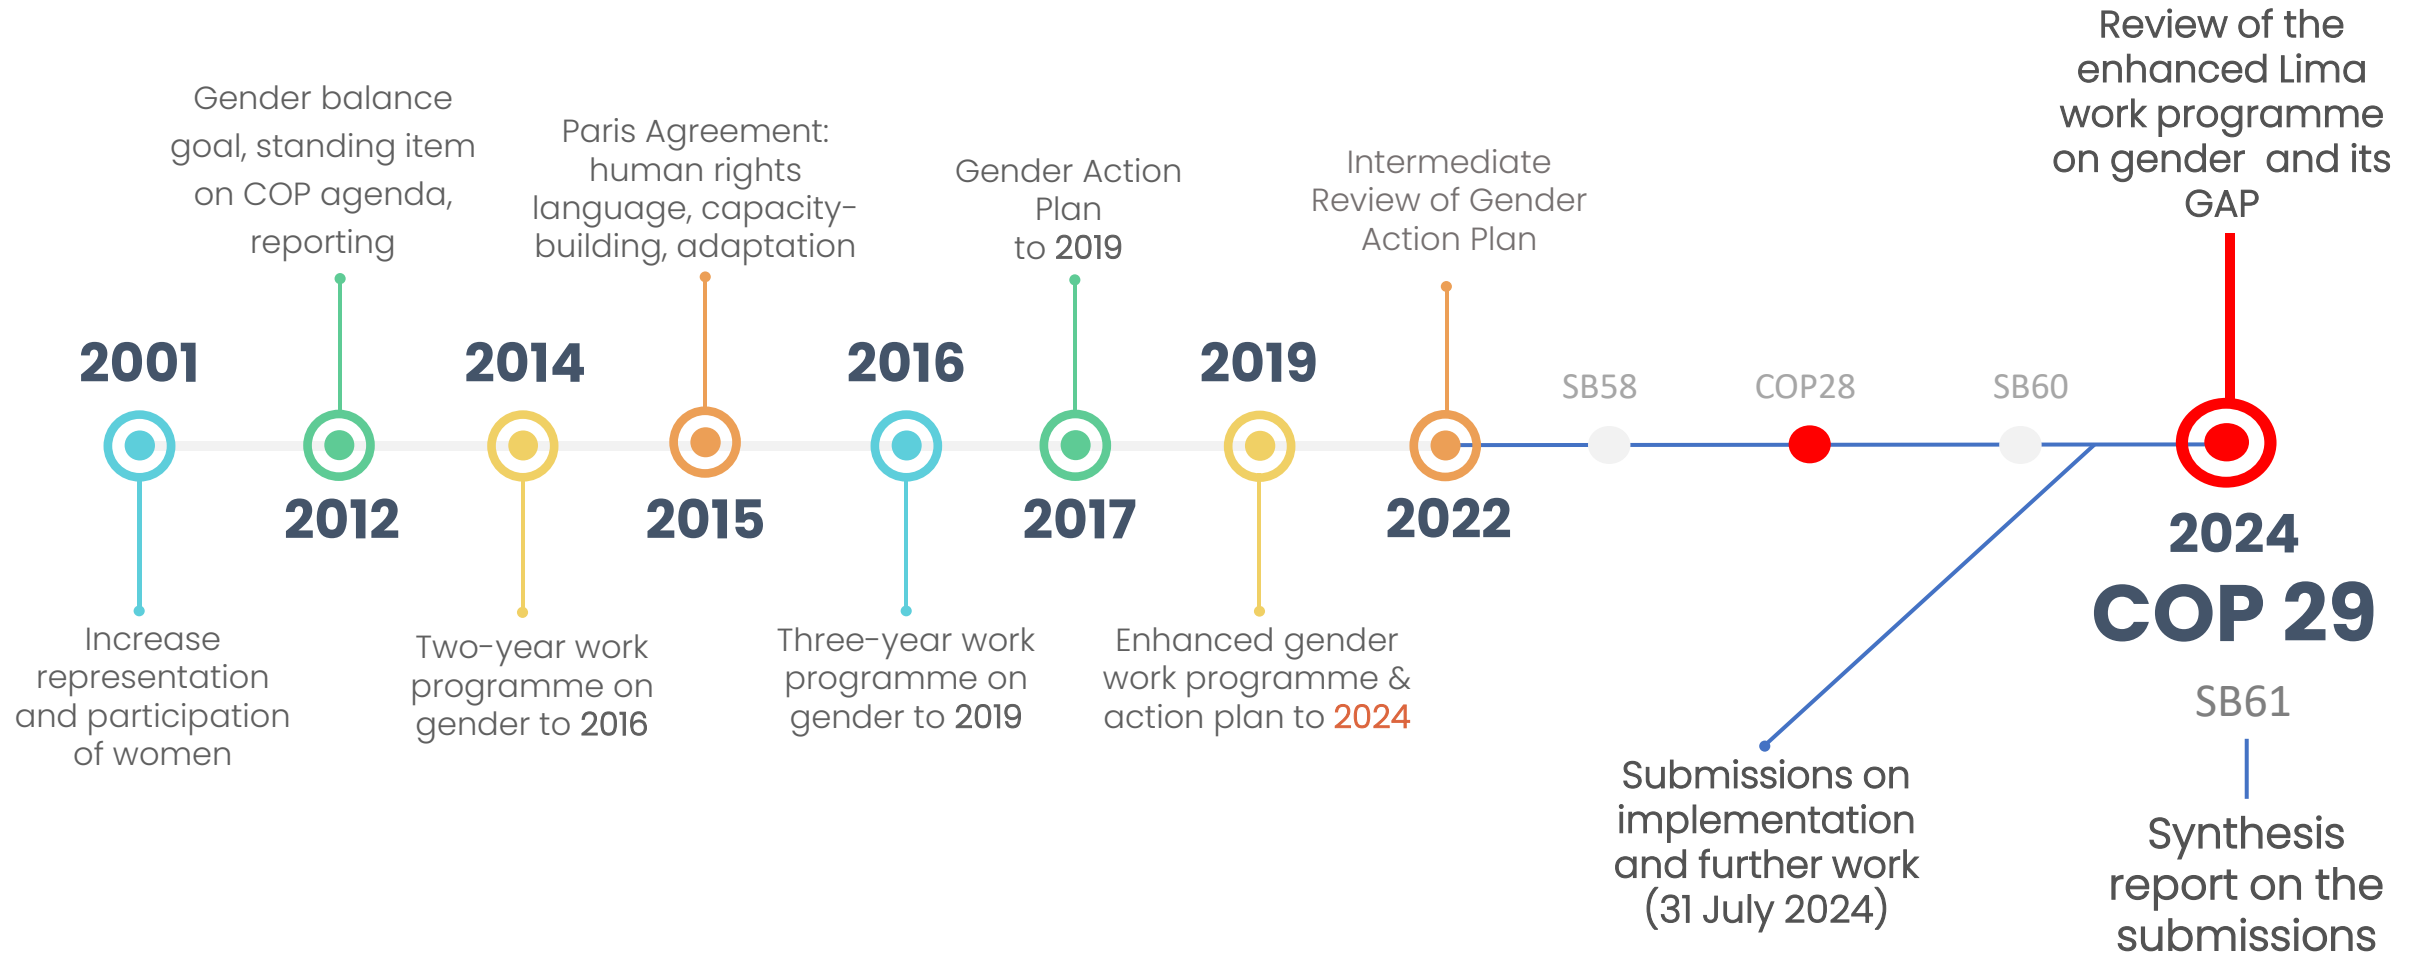 Gender balance
goal, standing item
on COP agenda,
reporting
Paris Agreement:
human rights
language, capacity-
building, adaptation
Gender Action
Plan
to 2019
Intermediate
Review of Gender
Action Plan
Review of the
enhanced Lima
work programme
on gender  and its
GAP
2001
2014
2016
2019
SB58
COP28
SB60
2012
2015
2017
2022
2024
COP 29
SB61
Increase
representation
and participation
of women
Two-year work
programme on
gender to 2016
Three-year work
programme on
gender to 2019
Enhanced gender
work programme &
action plan to 2024
Submissions on
implementation
and further work
(31 July 2024)
Synthesis
report on the
submissions